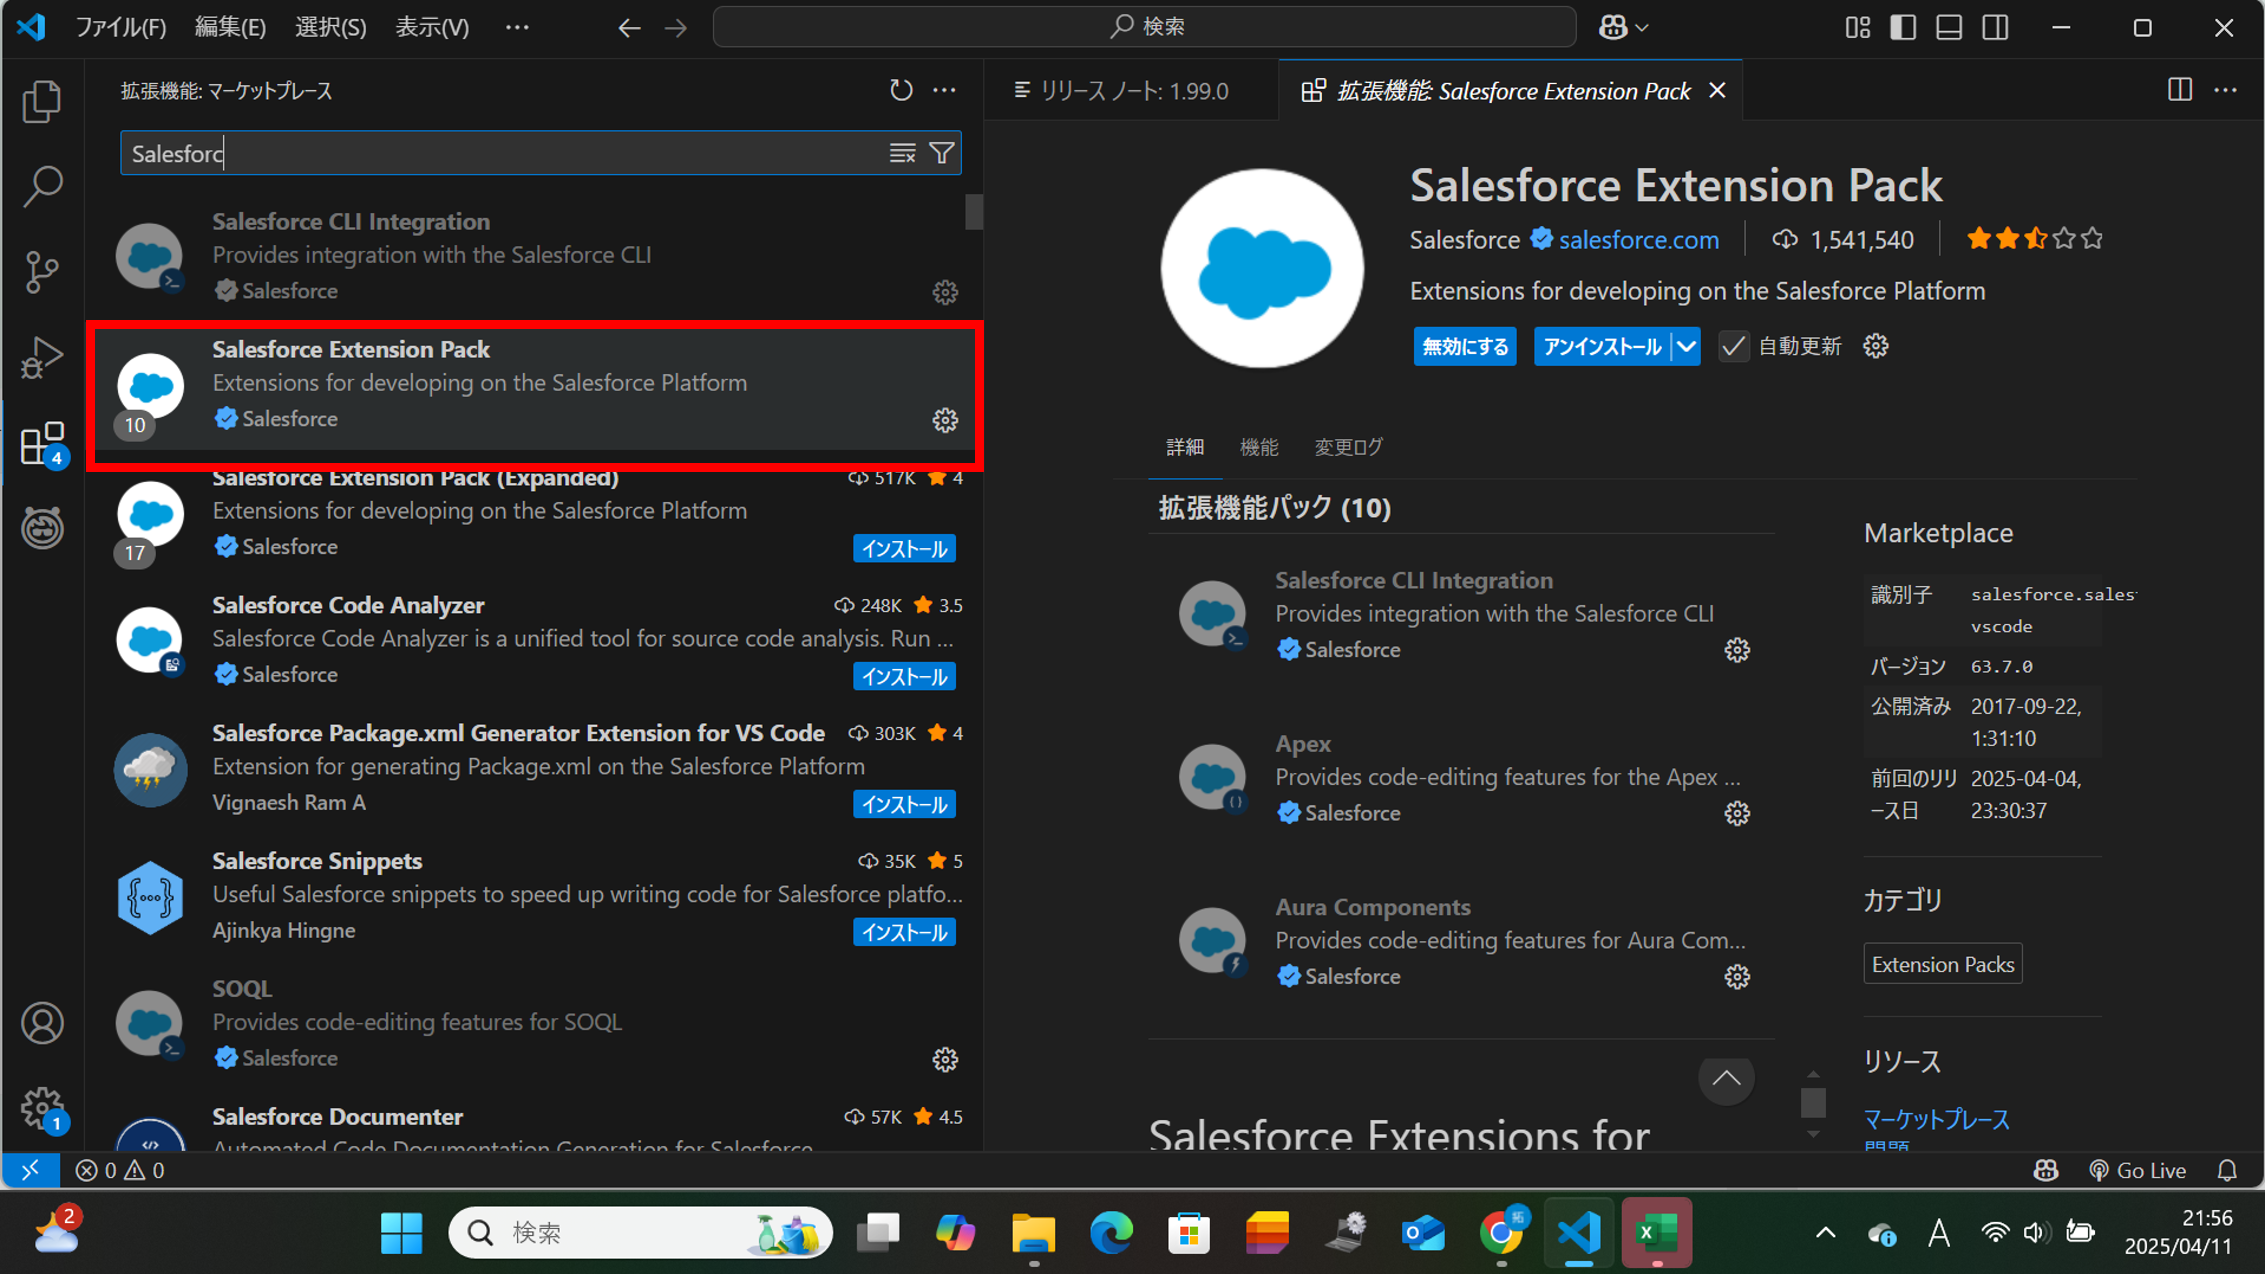 ファイル(F) 編集(E) 選択(S) 表示(V) … 検索
拡張機能: マーケットプレース
リリース ノート: 1.99.0
拡張機能: Salesforce Extension Pack
Salesforc
Salesforce CLI Integration
Provides integration with the Salesforce CLI
Salesforce
Salesforce Extension Pack
Extensions for developing on the Salesforce Platform
10
Salesforce
Salesforce Extension Pack (Expanded) 517K 4
Extensions for developing on the Salesforce Platform
17
Salesforce
インストール
Salesforce Code Analyzer 248K 3.5
Salesforce Code Analyzer is a unified tool for source code analysis. Run ...
Salesforce
インストール
Salesforce Package.xml Generator Extension for VS Code 303K 4
Extension for generating Package.xml on the Salesforce Platform
Vignaesh Ram A
インストール
Salesforce Snippets 35K 5
Useful Salesforce snippets to speed up writing code for Salesforce platfo...
Ajinkya Hingne
インストール
SOQL
Provides code-editing features for SOQL
Salesforce
Salesforce Documenter 57K 4.5
Automated Code Documentation Generation for Salesforce
4
1
Salesforce Extension Pack
Salesforce salesforce.com 1,541,540
Extensions for developing on the Salesforce Platform
無効にする アンインストール 自動更新
詳細 機能 変更ログ
拡張機能パック (10)
Salesforce CLI Integration
Provides integration with the Salesforce CLI
Salesforce
Apex
Provides code-editing features for the Apex ...
Salesforce
Aura Components
Provides code-editing features for Aura Com...
Salesforce
Salesforce Extensions for
Marketplace
識別子 salesforce.sales
vscode
バージョン 63.7.0
公開済み 2017-09-22,
1:31:10
前回のリリ 2025-04-04,
ース日 23:30:37
カテゴリ
Extension Packs
リソース
マーケットプレース
問題
0 0
Go Live
2
検索
拓
A
21:56
2025/04/11